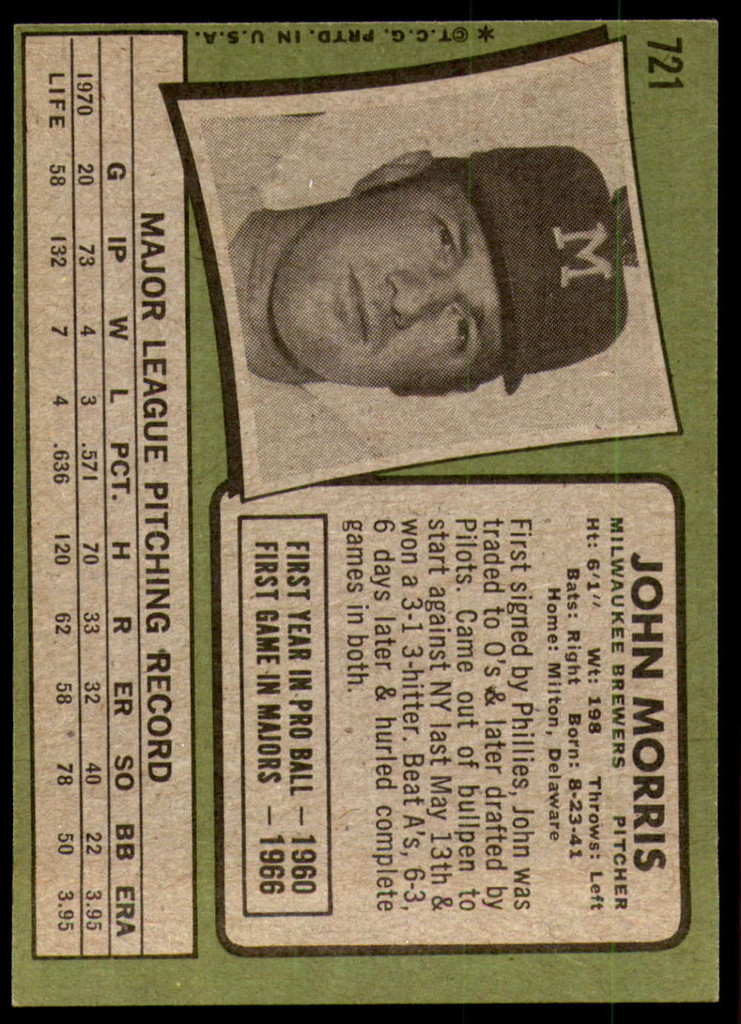 721
M
JOHN MORRIS
MILWAUKEE BREWERS PITCHER
Ht: 6'1" Wt: 198 Throws: Left
Bats: Right Born: 8-23-41
Home: Milton, Delaware
First signed by Phillies, John was
traded to O's & later drafted by
Pilots. Came out of bullpen to
start against NY last May 13th &
won a 3-1 3-hitter. Beat A's, 6-3,
6 days later & hurled complete
games in both.
FIRST YEAR IN PRO BALL — 1960
FIRST GAME IN MAJORS — 1966
MAJOR LEAGUE PITCHING RECORD
G IP W L PCT. H R ER SO BB ERA
1970 20 73 4 3 .571 70 33 32 40 22 3.95
LIFE 58 132 7 4 .636 120 62 58 78 50 3.95
* © T.C.G. PRTD. IN U.S.A.